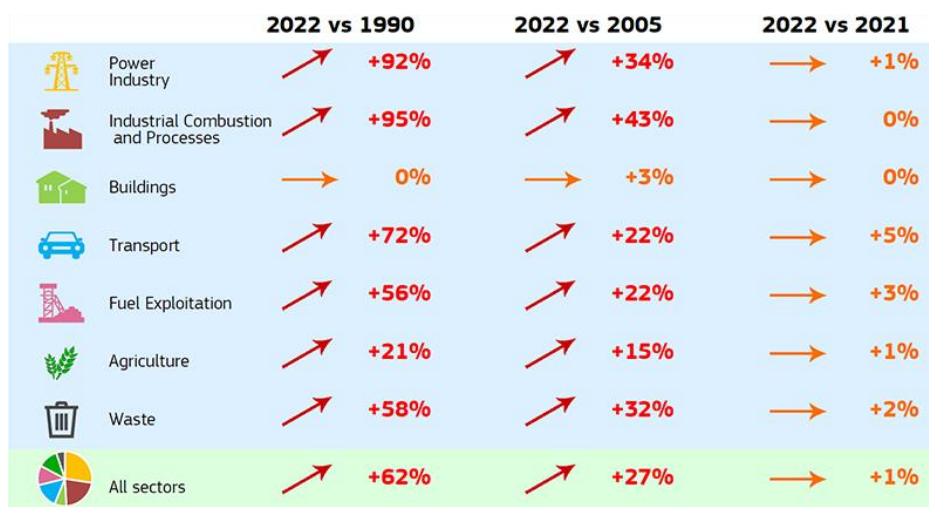 2022 vs 1990 2022 vs 2005 2022 vs 2021
Power
Industry
+92% +34% +1%
Industrial Combustion
and Processes
+95% +43% 0%
Buildings 0% +3% 0%
Transport +72% +22% +5%
Fuel Exploitation +56% +22% +3%
Agriculture +21% +15% +1%
Waste +58% +32% +2%
All sectors +62% +27% +1%